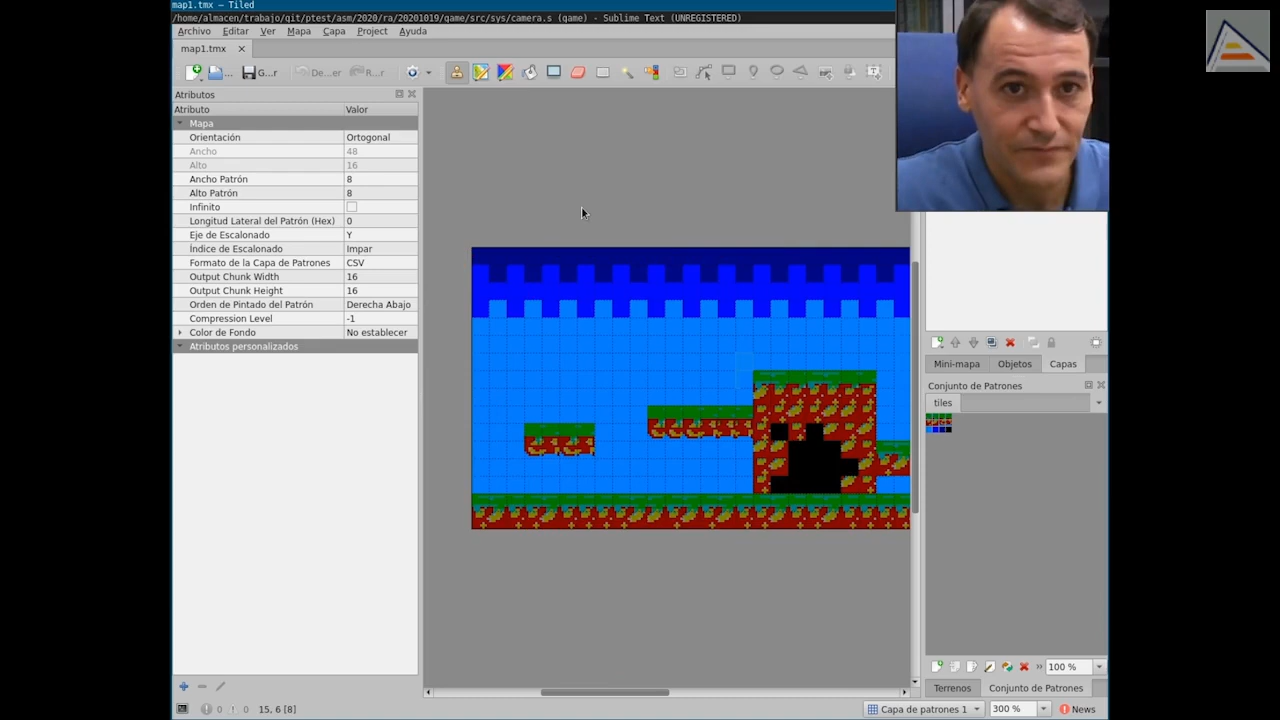 map1.tmx — Tiled
/home/almacen/trabajo/git/ptest/asm/2020/ra/20201019/game/src/sys/camera.s (game) - Sublime Text (UNREGISTERED)
Archivo Editar Ver Mapa Capa Project Ayuda
map1.tmx
G...r De...er R...r
Atributos
Atributo Valor
Mapa
Orientación Ortogonal
Ancho 48
Alto 16
Ancho Patrón 8
Alto Patrón 8
Infinito
Longitud Lateral del Patrón (Hex) 0
Eje de Escalonado Y
Índice de Escalonado Impar
Formato de la Capa de Patrones CSV
Output Chunk Width 16
Output Chunk Height 16
Orden de Pintado del Patrón Derecha Abajo
Compression Level -1
Color de Fondo No establecer
Atributos personalizados
Mini-mapa Objetos Capas
Conjunto de Patrones
tiles
100 %
Terrenos Conjunto de Patrones
0 0 15, 6 [8] Capa de patrones 1 300 % News